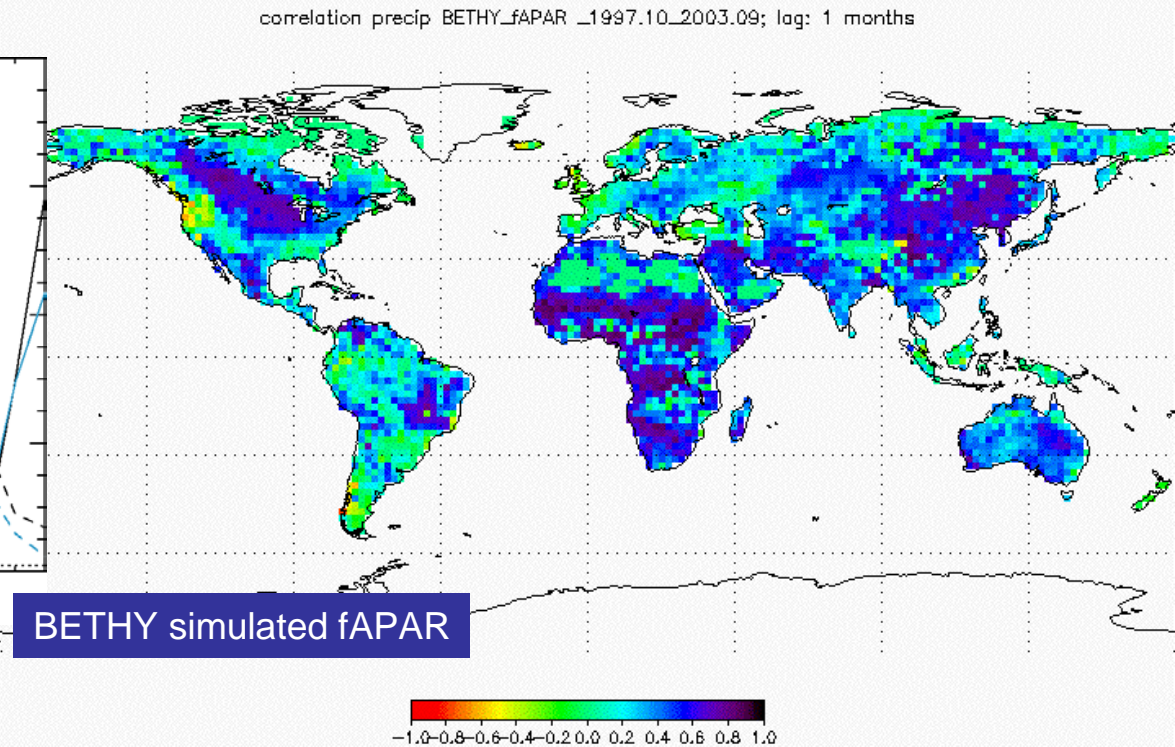 correlation precip BETHY_fAPAR _1997.10_2003.09; lag: 1 months
BETHY simulated fAPAR
-1.0-0.8-0.6-0.4-0.2 0.0 0.2 0.4 0.6 0.8 1.0